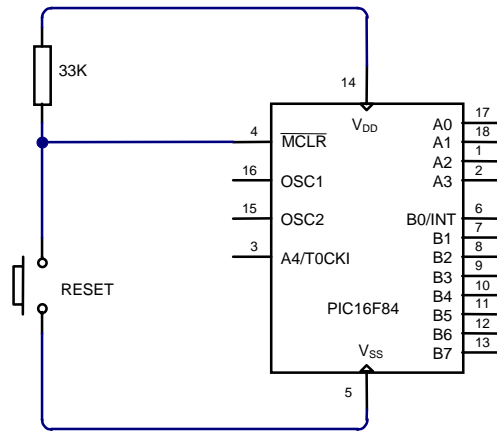 33K
14
17
V_DD
A0
4
MCLR
18
A1
1
A2
16
OSC1
2
A3
15
OSC2
6
B0/INT
7
B1
3
A4/T0CKI
8
B2
9
B3
RESET
10
B4
PIC16F84
11
B5
12
B6
V_SS
13
B7
5